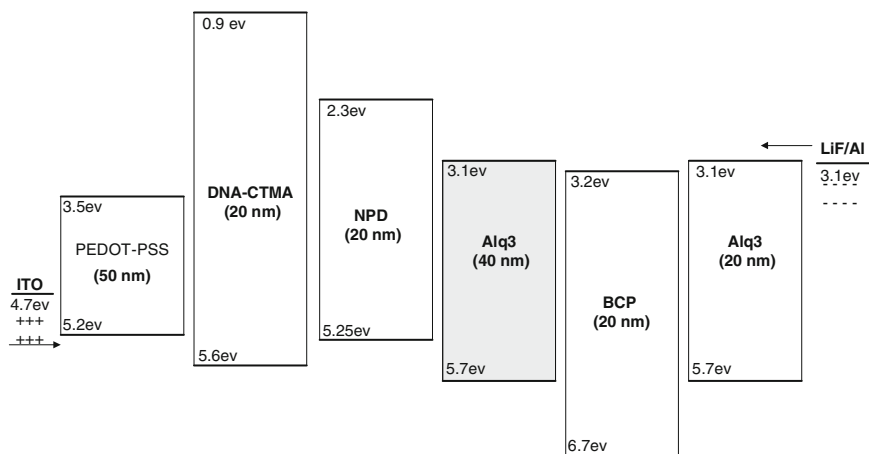 ITO
4.7ev
+++
+++
3.5ev
PEDOT-PSS
(50 nm)
5.2ev
0.9 ev
DNA-CTMA
(20 nm)
5.6ev
2.3ev
NPD
(20 nm)
5.25ev
3.1ev
Alq3
(40 nm)
5.7ev
3.2ev
BCP
(20 nm)
6.7ev
3.1ev
Alq3
(20 nm)
5.7ev
LiF/Al
3.1ev
- - - -
- - - -